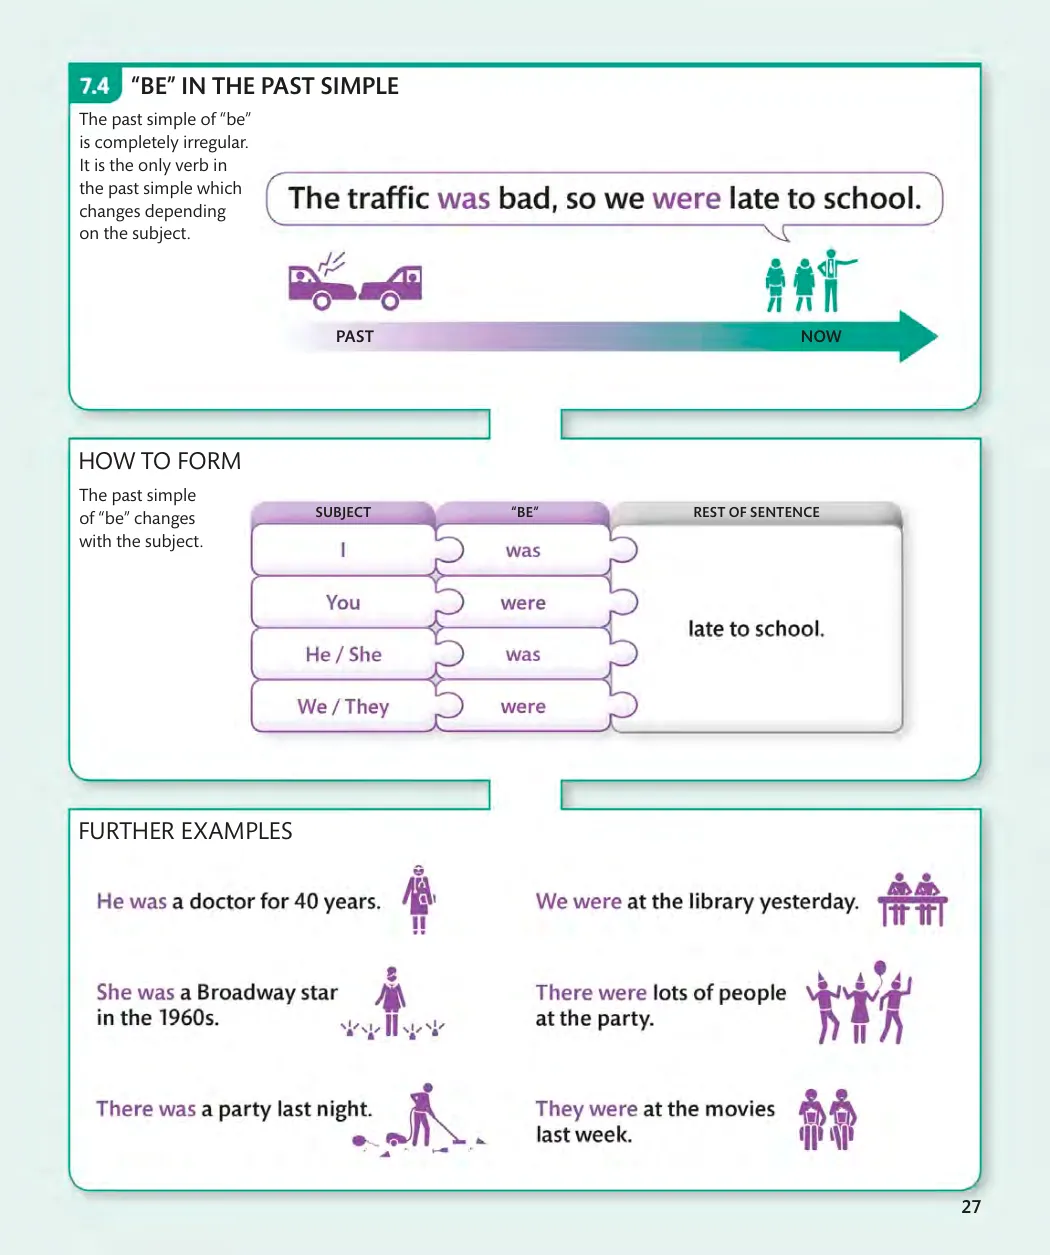 7.4 “BE” IN THE PAST SIMPLE
The past simple of “be”
is completely irregular.
It is the only verb in
the past simple which
changes depending
on the subject.
The traffic was bad, so we were late to school.
PAST
NOW
HOW TO FORM
The past simple
of “be” changes
with the subject.
SUBJECT
“BE”
REST OF SENTENCE
I
was
You
were
He / She
was
We / They
were
late to school.
FURTHER EXAMPLES
He was a doctor for 40 years.
We were at the library yesterday.
She was a Broadway star
in the 1960s.
There were lots of people
at the party.
There was a party last night.
They were at the movies
last week.
27